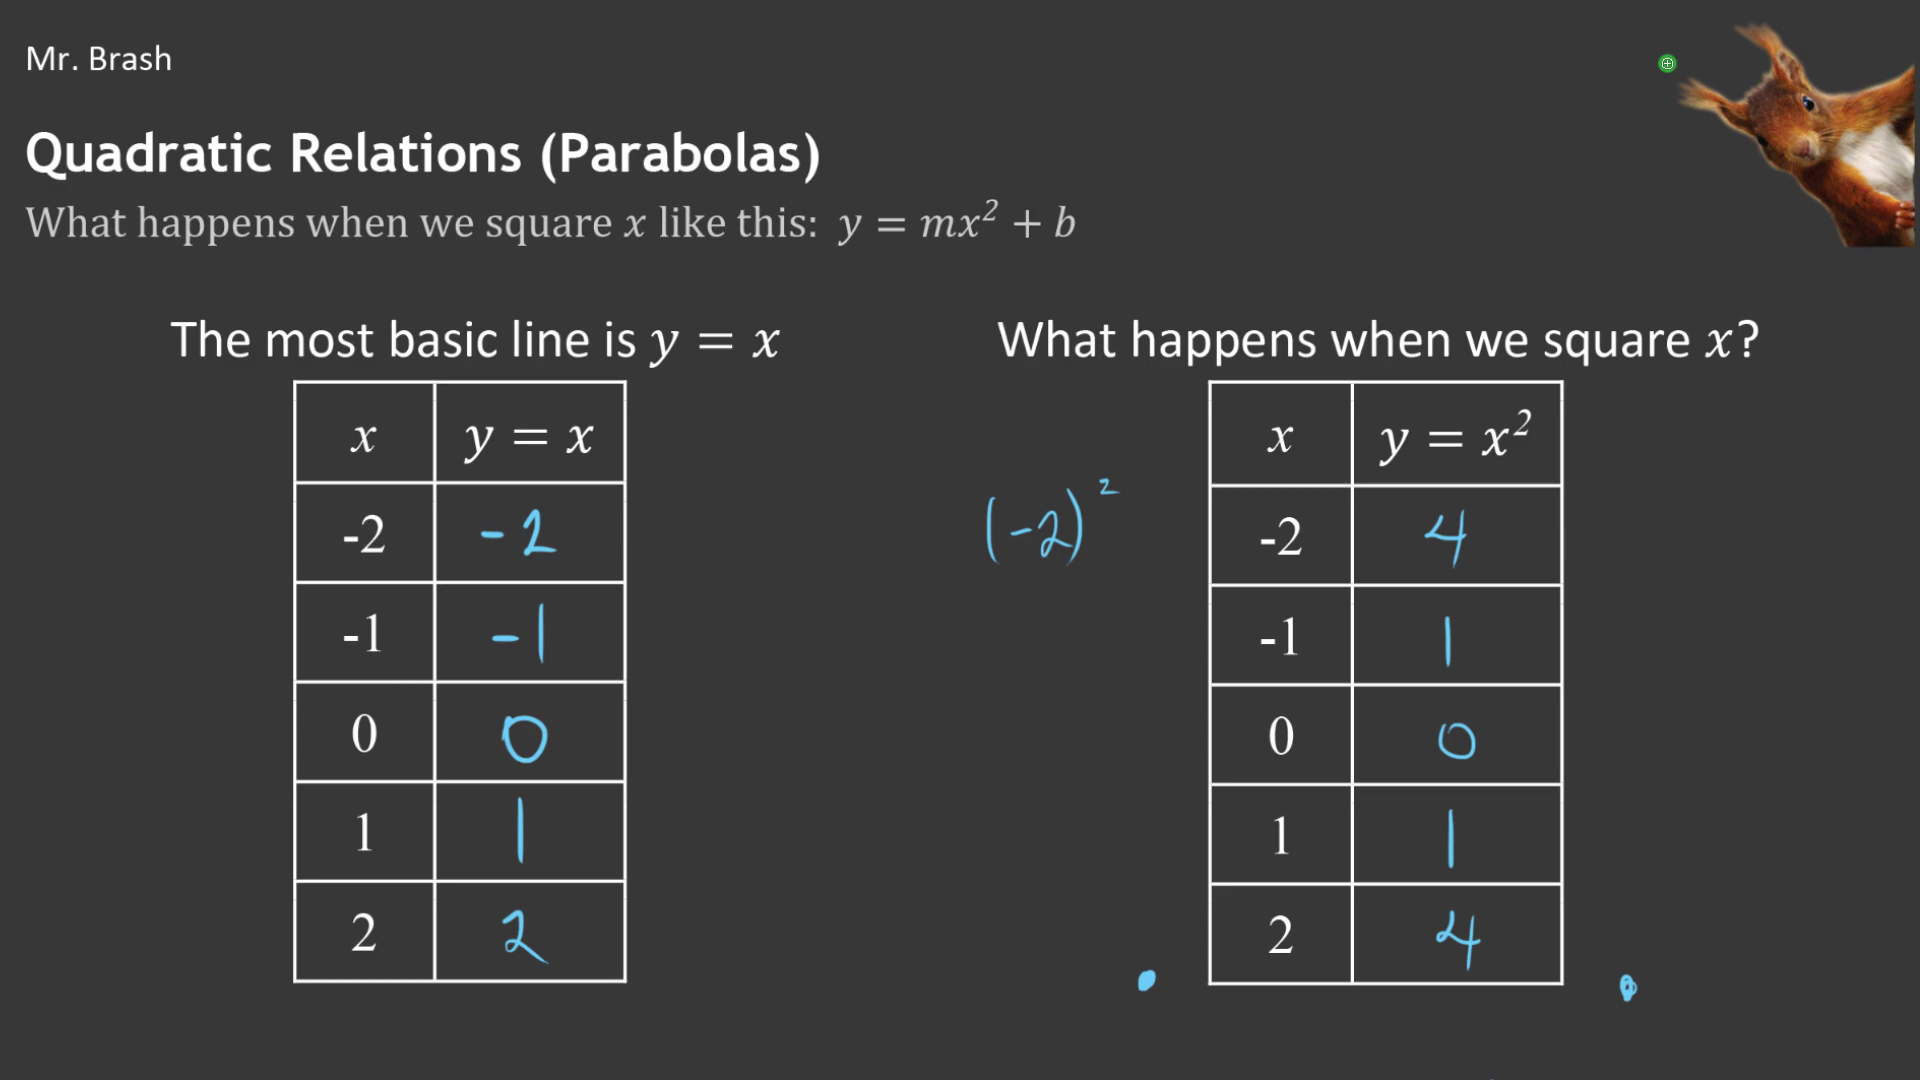 Mr. Brash
Quadratic Relations (Parabolas)
What happens when we square x like this: y = mx² + b
The most basic line is y = x
x y = x
-2 -2
-1 -1
0 0
1 1
2 2
What happens when we square x?
x y = x²
(-2)² -2 4
-1 1
0 0
1 1
2 4